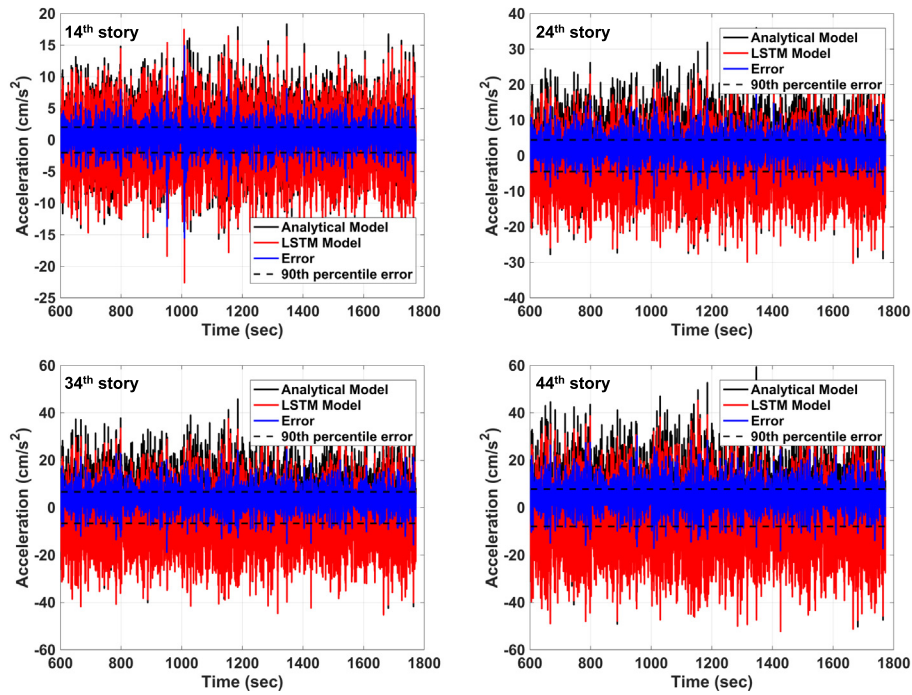 14th story
Analytical Model
LSTM Model
Error
90th percentile error
Acceleration (cm/s2)
20
15
10
5
0
-5
-10
-15
-20
-25
600 800 1000 1200 1400 1600 1800
Time (sec)
24th story
Analytical Model
LSTM Model
Error
90th percentile error
Acceleration (cm/s2)
40
30
20
10
0
-10
-20
-30
-40
600 800 1000 1200 1400 1600 1800
Time (sec)
34th story
Analytical Model
LSTM Model
Error
90th percentile error
Acceleration (cm/s2)
60
40
20
0
-20
-40
-60
600 800 1000 1200 1400 1600 1800
Time (sec)
44th story
Analytical Model
LSTM Model
Error
90th percentile error
Acceleration (cm/s2)
60
40
20
0
-20
-40
-60
600 800 1000 1200 1400 1600 1800
Time (sec)